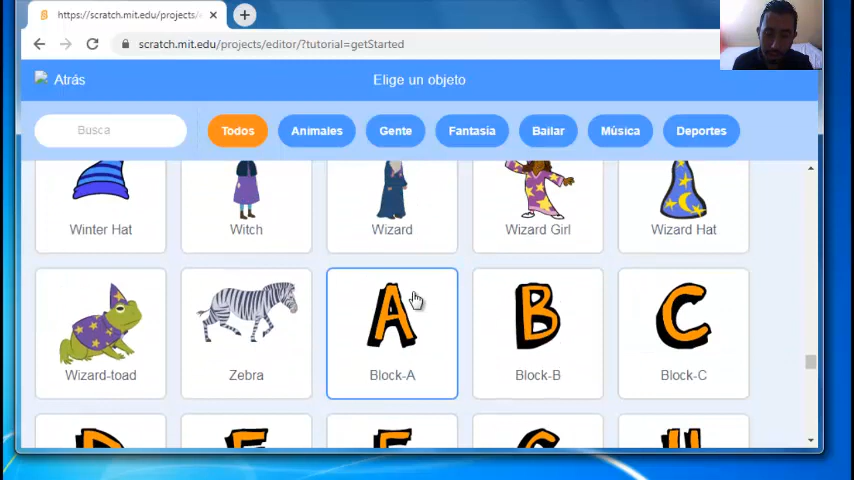 https://scratch.mit.edu/projects/
scratch.mit.edu/projects/editor/?tutorial=getStarted
Atrás
Elige un objeto
Busca
Todos
Animales
Gente
Fantasía
Bailar
Música
Deportes
Winter Hat
Witch
Wizard
Wizard Girl
Wizard Hat
A
B
C
Wizard-toad
Zebra
Block-A
Block-B
Block-C
D
E
F
G
H